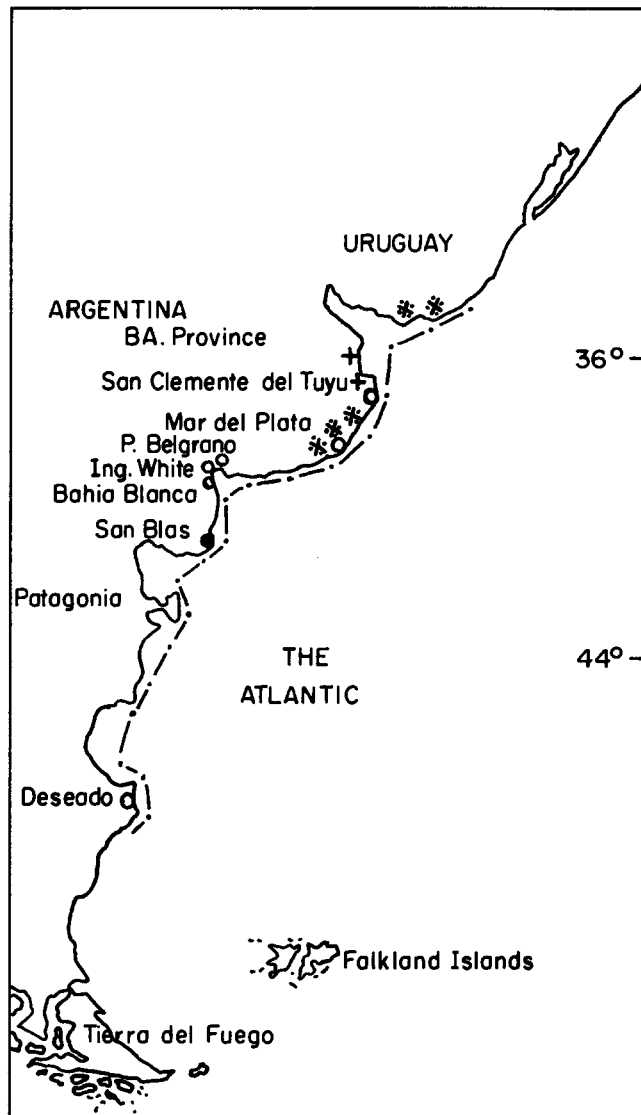 URUGUAY
ARGENTINA
BA. Province
36°
San Clemente del Tuyu
Mar del Plata
P. Belgrano
Ing. White
Bahia Blanca
San Blas
Patagonia
THE
ATLANTIC
44°
Deseado
Falkland Islands
Tierra del Fuego